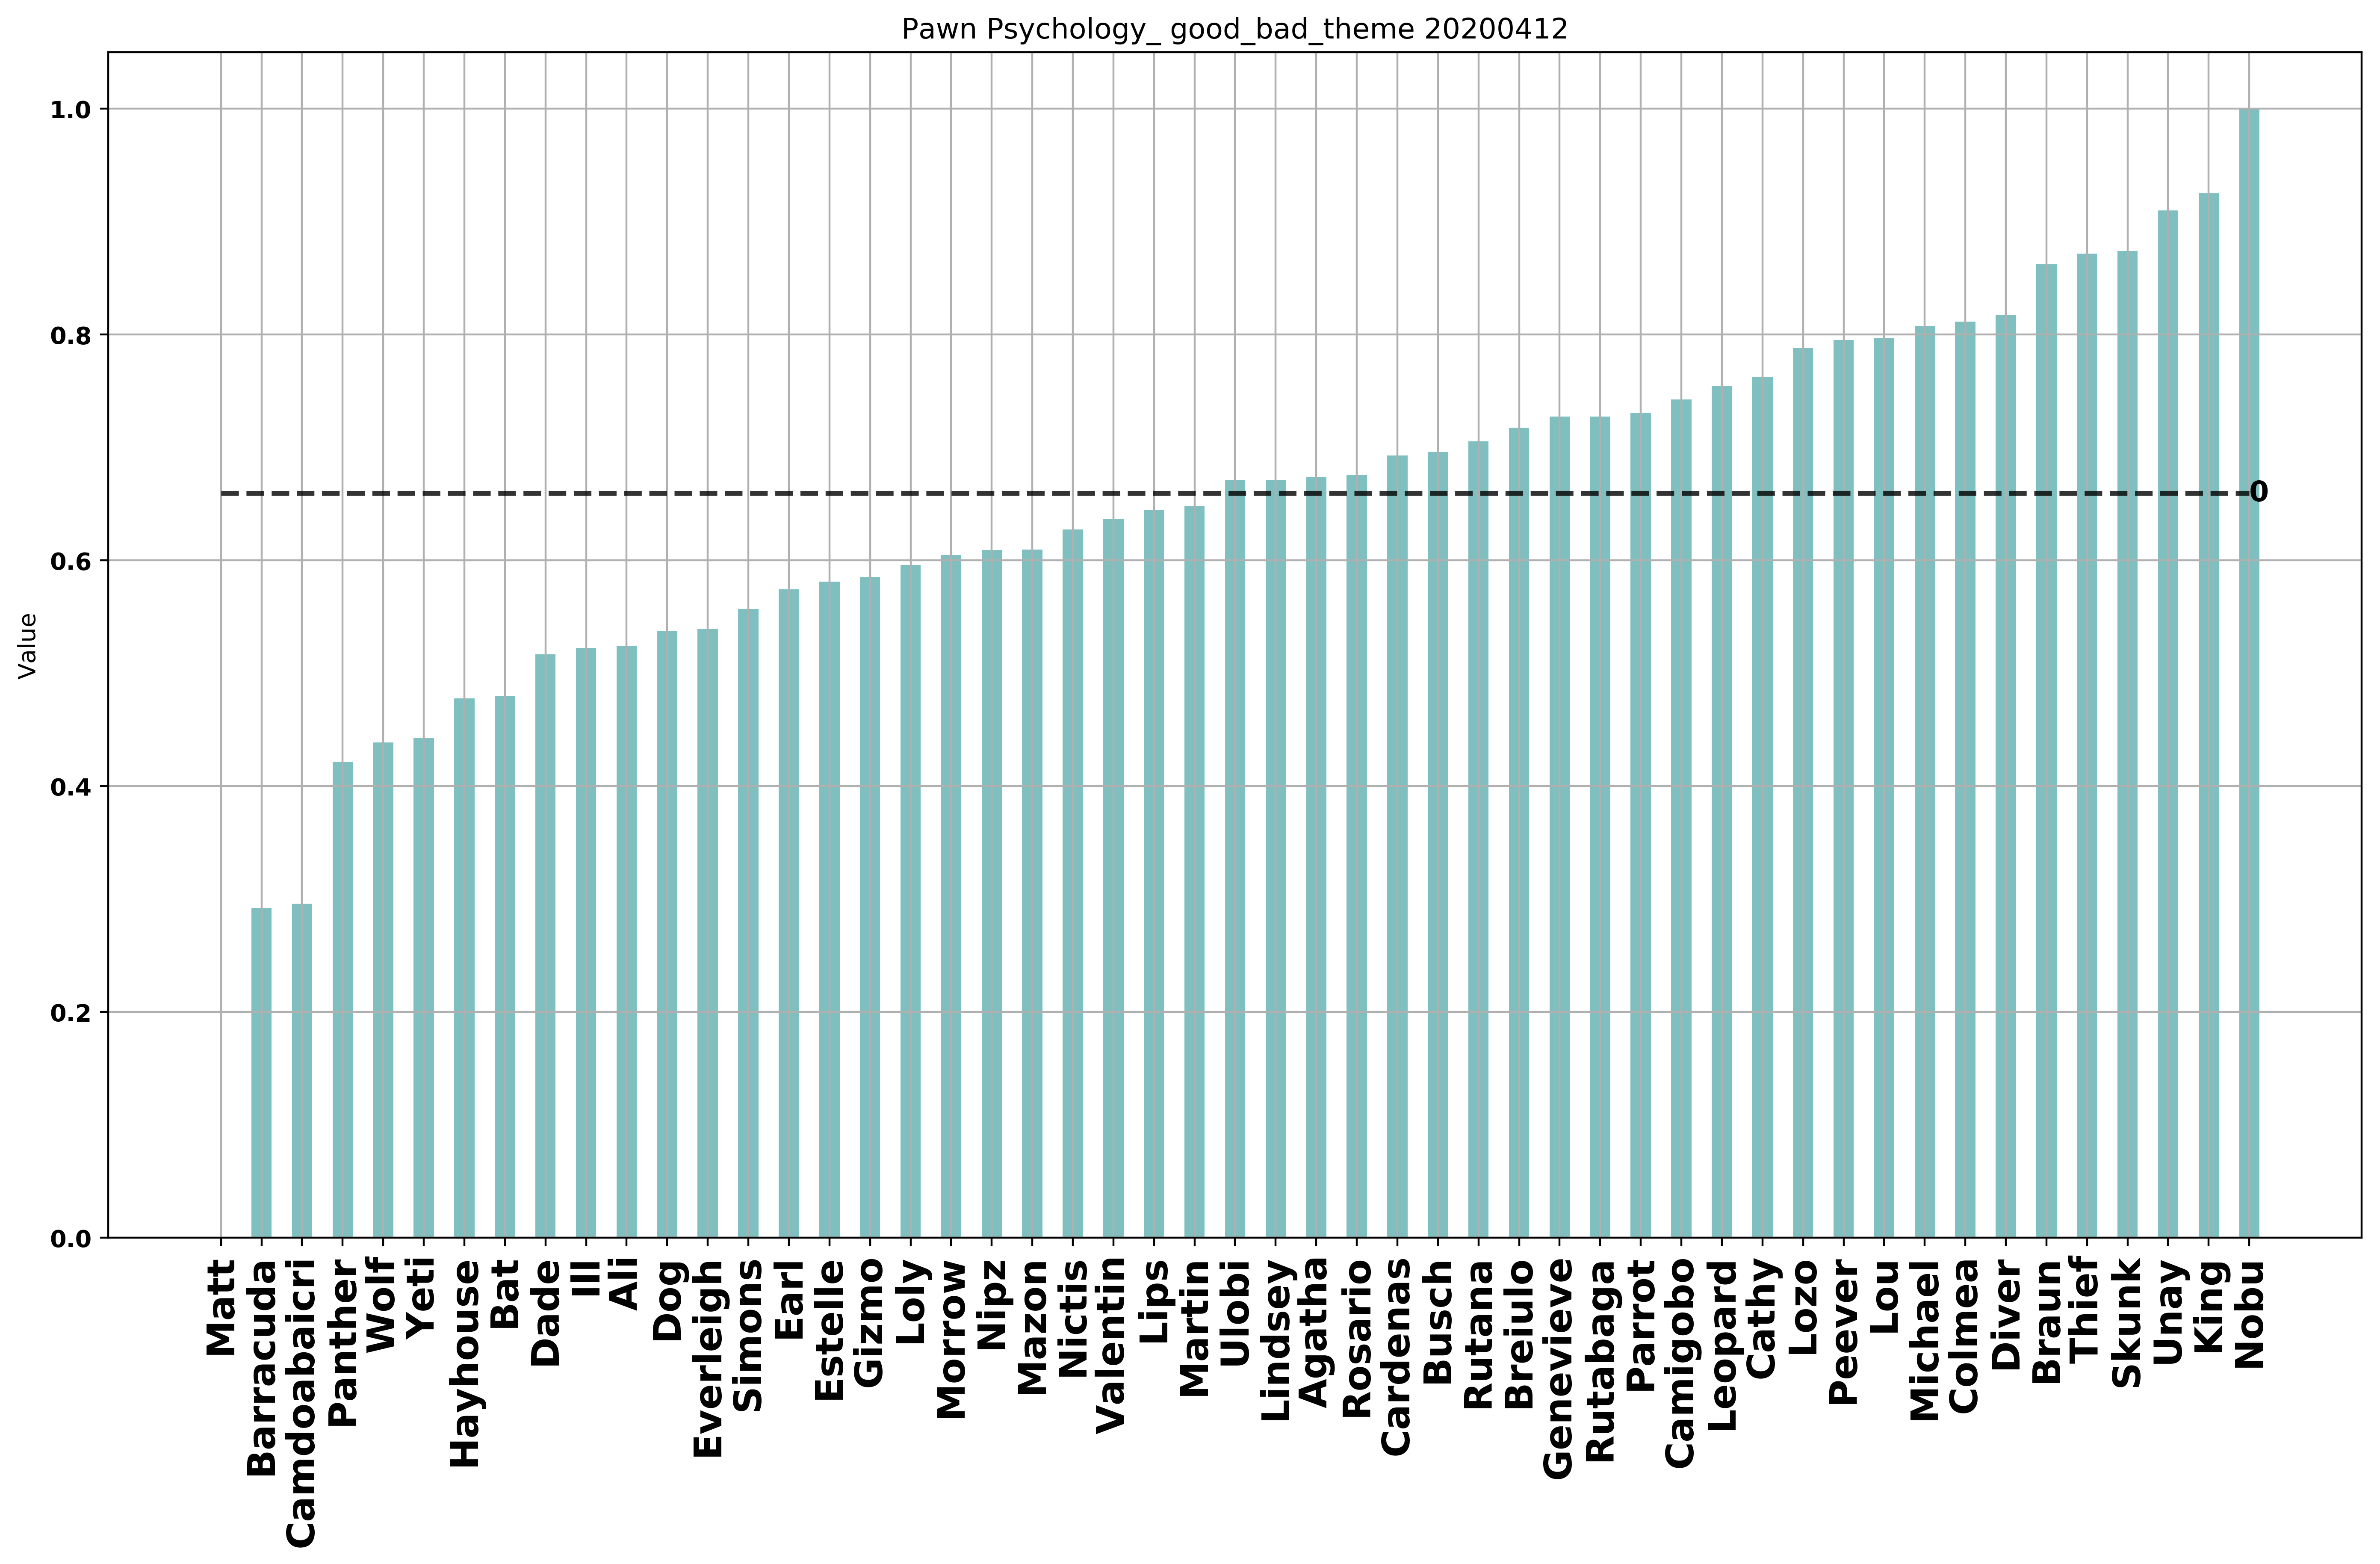 Pawn Psychology_ good_bad_theme 20200412
1.0
0.8
0.6
0.4
0.2
0.0
Value
0
Matt
Barracuda
Camdoabaicri
Panther
Wolf
Yeti
Hayhouse
Bat
Dade
Ill
Ali
Dog
Everleigh
Simons
Earl
Estelle
Gizmo
Loly
Morrow
Nipz
Mazon
Nictis
Valentin
Lips
Martin
Ulobi
Lindsey
Agatha
Rosario
Cardenas
Busch
Rutana
Breiulo
Genevieve
Rutabaga
Parrot
Camigobo
Leopard
Cathy
Lozo
Peever
Lou
Michael
Colmea
Diver
Braun
Thief
Skunk
Unay
King
Nobu